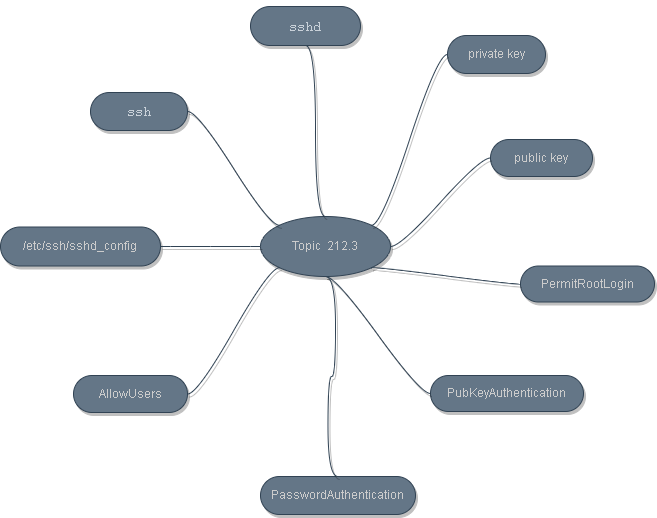 sshd
private key
ssh
public key
Topic 212.3
/etc/ssh/sshd_config
PermitRootLogin
AllowUsers
PubKeyAuthentication
PasswordAuthentication